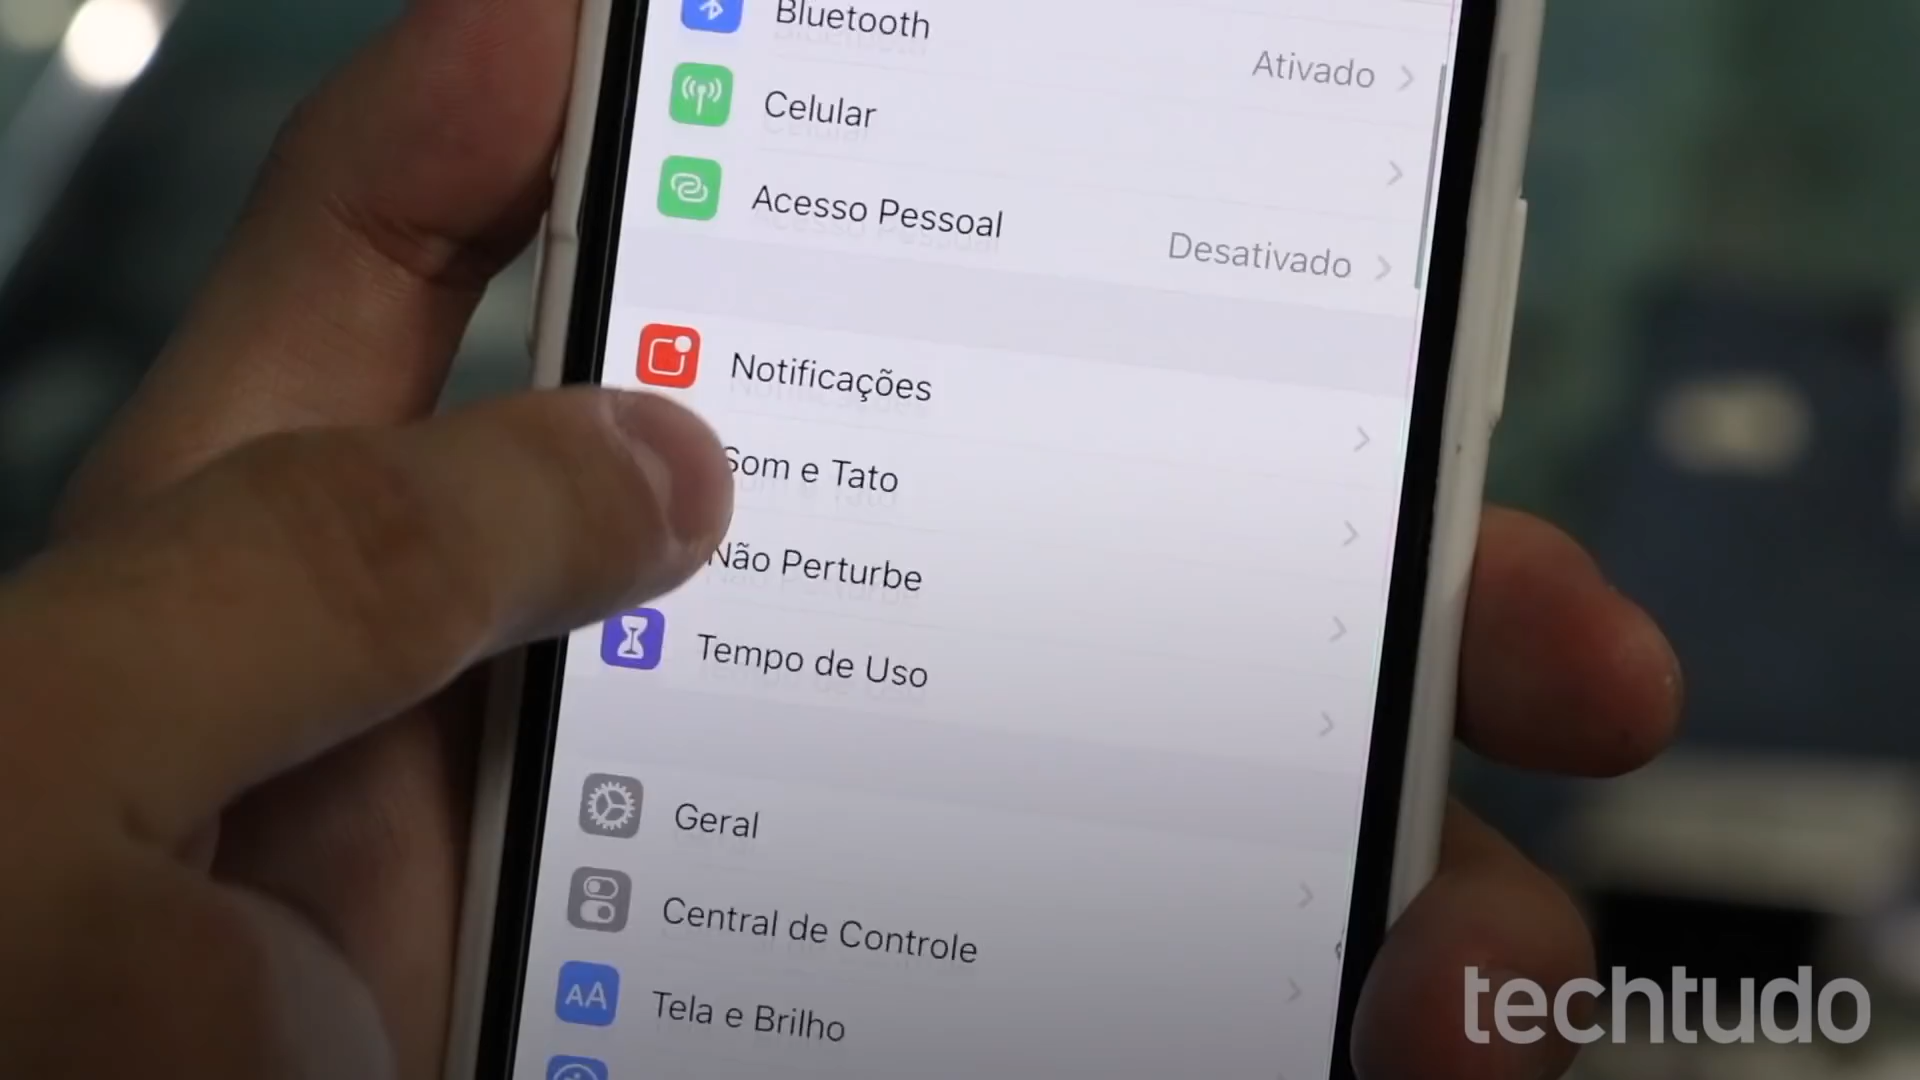 Bluetooth
Ativado
Celular
Acesso Pessoal
Desativado
Notificações
Som e Tato
Não Perturbe
Tempo de Uso
Geral
Central de Controle
AA
Tela e Brilho
techtudo